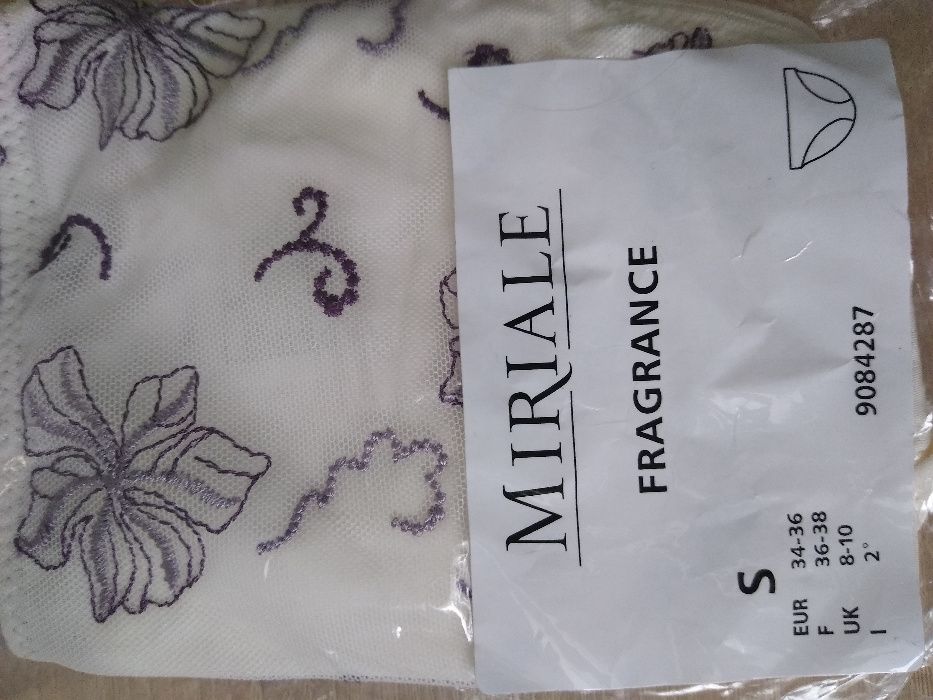 MIRIALE
FRAGRANCE
S
EUR 34-36
F 36-38
UK 8-10
I 2°
9084287